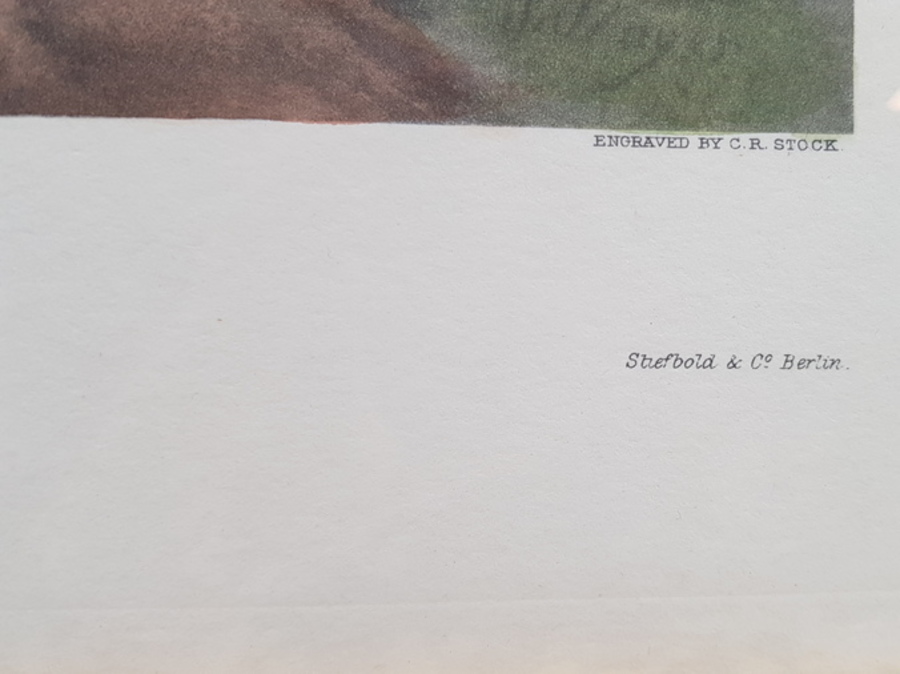 ENGRAVED BY C.R. STOCK.
Stiefbold & Cº Berlin.